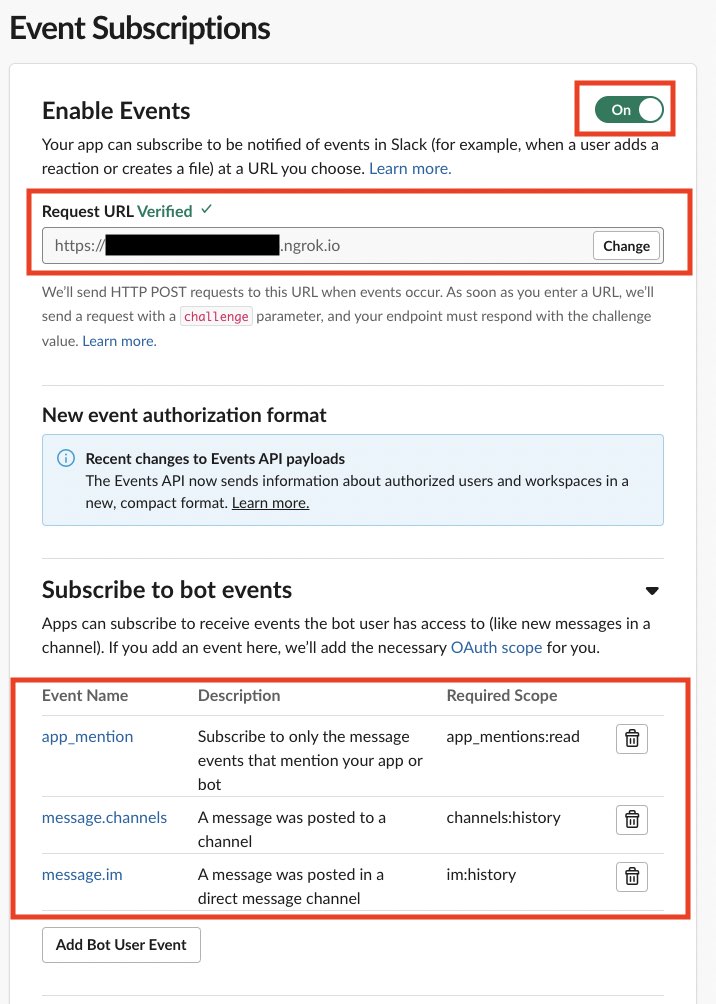 Event Subscriptions
Enable Events
On
Your app can subscribe to be notified of events in Slack (for example, when a user adds a
reaction or creates a file) at a URL you choose. Learn more.
Request URL Verified ✓
https:// .ngrok.io
Change
We’ll send HTTP POST requests to this URL when events occur. As soon as you enter a URL, we’ll
send a request with a challenge parameter, and your endpoint must respond with the challenge
value. Learn more.
New event authorization format
Recent changes to Events API payloads
The Events API now sends information about authorized users and workspaces in a
new, compact format. Learn more.
Subscribe to bot events
Apps can subscribe to receive events the bot user has access to (like new messages in a
channel). If you add an event here, we’ll add the necessary OAuth scope for you.
Event Name Description Required Scope
app_mention Subscribe to only the message app_mentions:read
events that mention your app or
bot
message.channels A message was posted to a channels:history
channel
message.im A message was posted in a im:history
direct message channel
Add Bot User Event